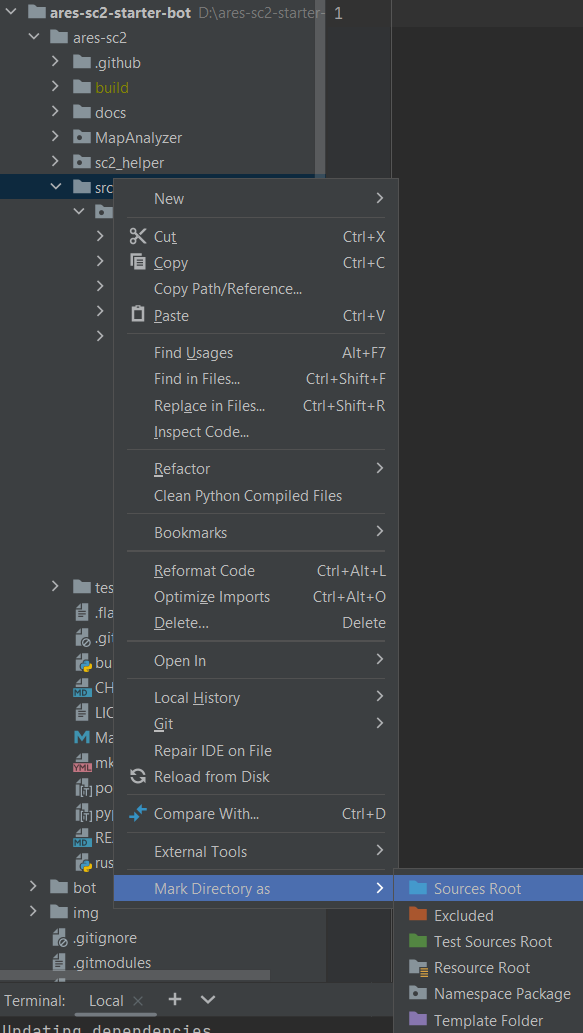 ares-sc2-starter-bot D:\ares-sc2-starter- 1
ares-sc2
.github
build
docs
MapAnalyzer
sc2_helper
src
New
Cut Ctrl+X
Copy Ctrl+C
Copy Path/Reference...
Paste Ctrl+V
Find Usages Alt+F7
Find in Files... Ctrl+Shift+F
Replace in Files... Ctrl+Shift+R
Inspect Code...
Refactor
Clean Python Compiled Files
Bookmarks
Reformat Code Ctrl+Alt+L
tes
Optimize Imports Ctrl+Alt+O
.fla
Delete... Delete
.git
Open In
bu
CH
Local History
LIC
Git
Ma
Repair IDE on File
mk
Reload from Disk
po
Compare With... Ctrl+D
pyp
RE
External Tools
rus
Mark Directory as
bot
Sources Root
img
Excluded
.gitignore
Test Sources Root
.gitmodules
Resource Root
Namespace Package
Template Folder
Terminal: Local
Updating dependencies